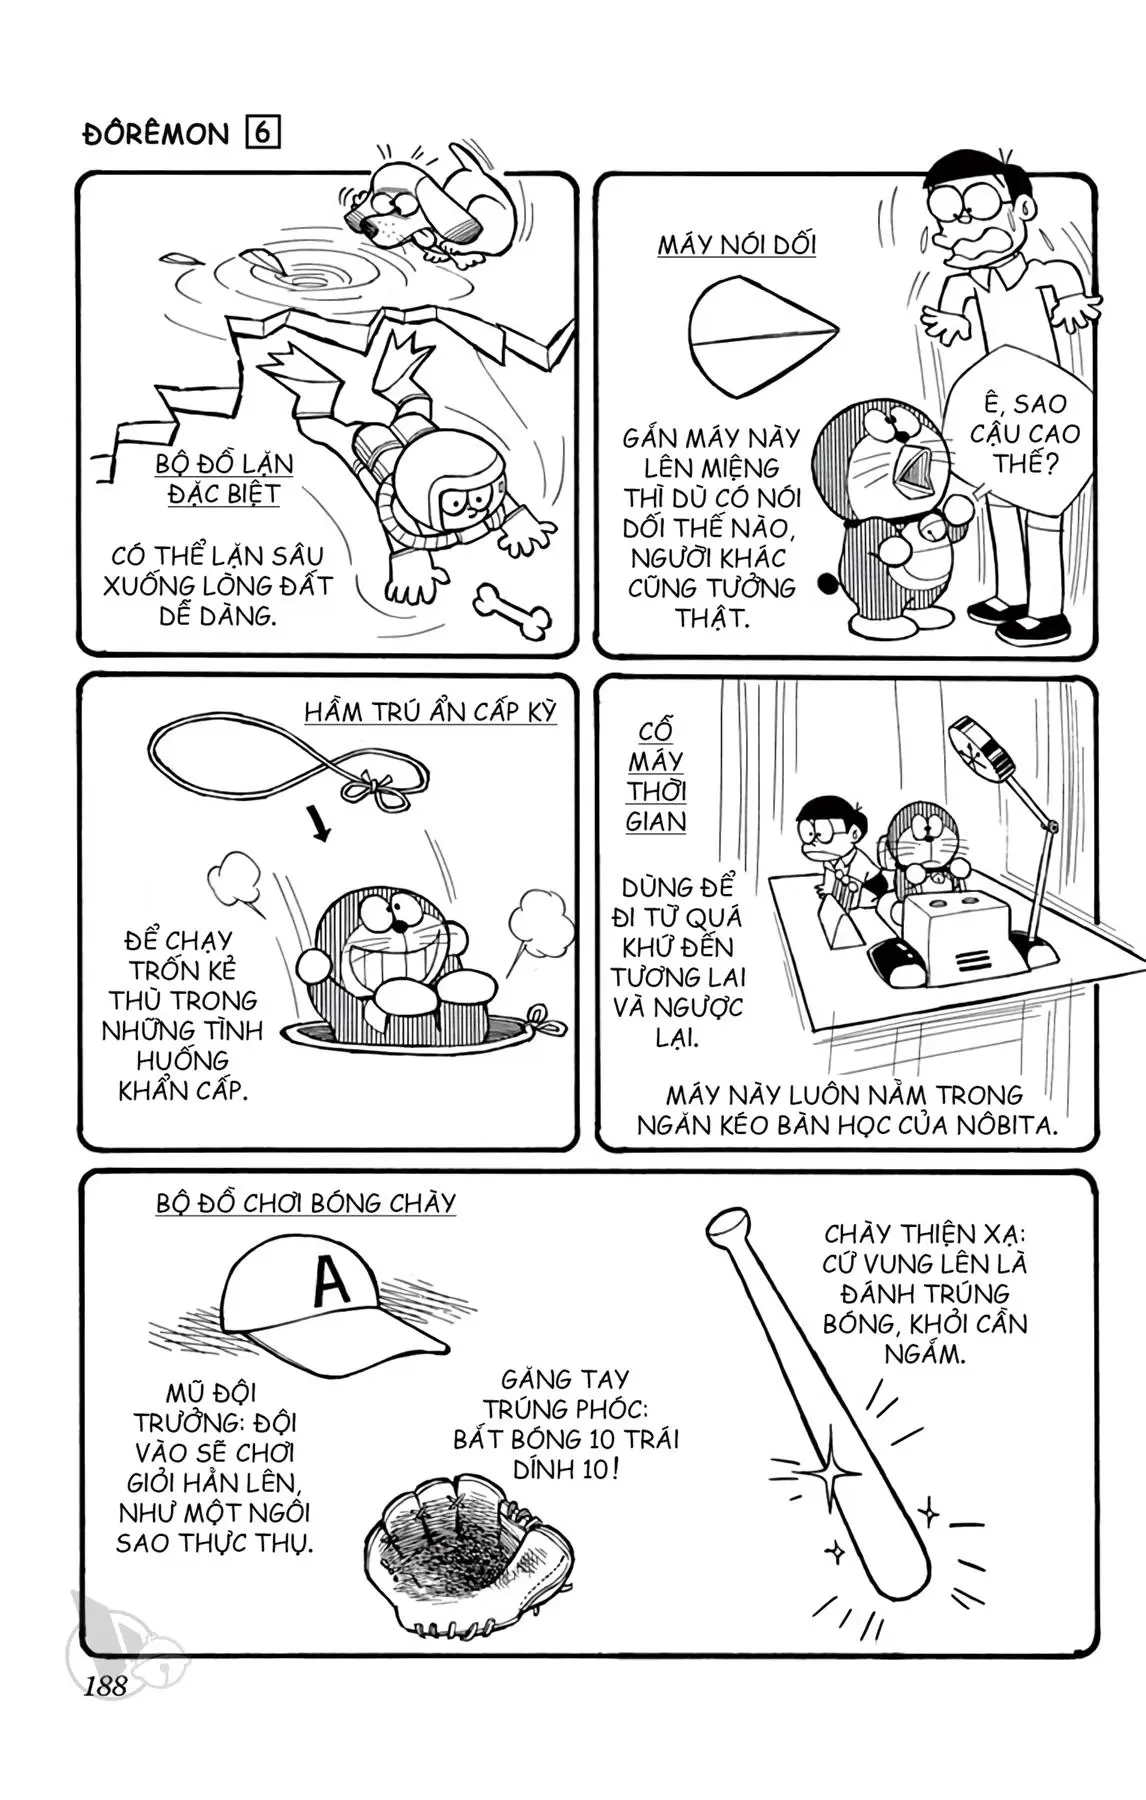 ĐÔRÊMON 6
BỘ ĐỒ LẶN
ĐẶC BIỆT
CÓ THỂ LẶN SÂU
XUỐNG LÒNG ĐẤT
DỄ DÀNG.
MÁY NÓI DỐI
GẮN MÁY NÀY
LÊN MIỆNG
THÌ DÙ CÓ NÓI
DỐI THẾ NÀO,
NGƯỜI KHÁC
CŨNG TƯỞNG
THẬT.
Ê, SAO
CẬU CAO
THẾ?
HẦM TRÚ ẨN CẤP KỲ
ĐỂ CHẠY
TRỐN KẺ
THÙ TRONG
NHỮNG TÌNH
HUỐNG
KHẨN CẤP.
CỖ
MÁY
THỜI
GIAN
DÙNG ĐỂ
ĐI TỪ QUÁ
KHỨ ĐẾN
TƯƠNG LAI
VÀ NGƯỢC
LẠI.
MÁY NÀY LUÔN NẰM TRONG
NGĂN KÉO BÀN HỌC CỦA NÔBITA.
BỘ ĐỒ CHƠI BÓNG CHÀY
A
MŨ ĐỘI
TRƯỞNG: ĐỘI
VÀO SẼ CHƠI
GIỎI HẲN LÊN,
NHƯ MỘT NGÔI
SAO THỰC THỤ.
GĂNG TAY
TRÚNG PHÓC:
BẮT BÓNG 10 TRÁI
DÍNH 10!
CHÀY THIỆN XẠ:
CỨ VUNG LÊN LÀ
ĐÁNH TRÚNG
BÓNG, KHỎI CẦN
NGẮM.
188